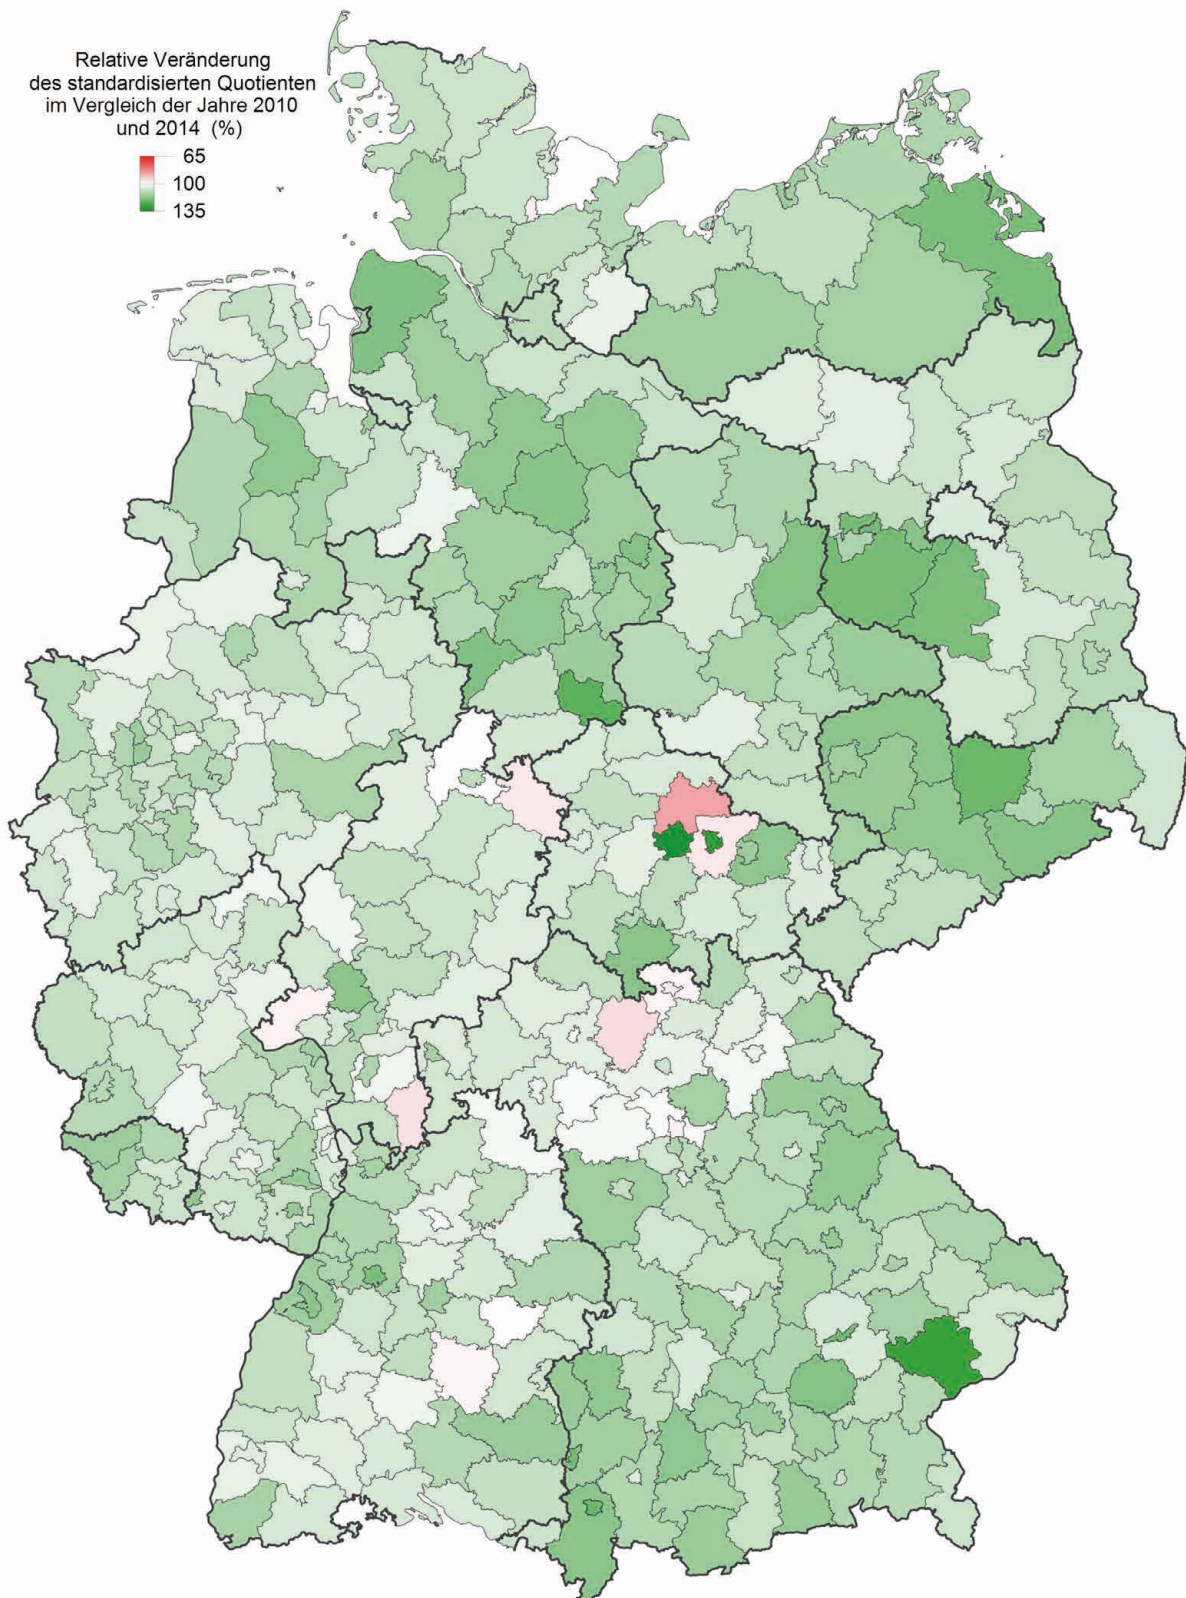 Relative Veränderung
des standardisierten Quotienten
im Vergleich der Jahre 2010
und 2014 (%)
65
100
135